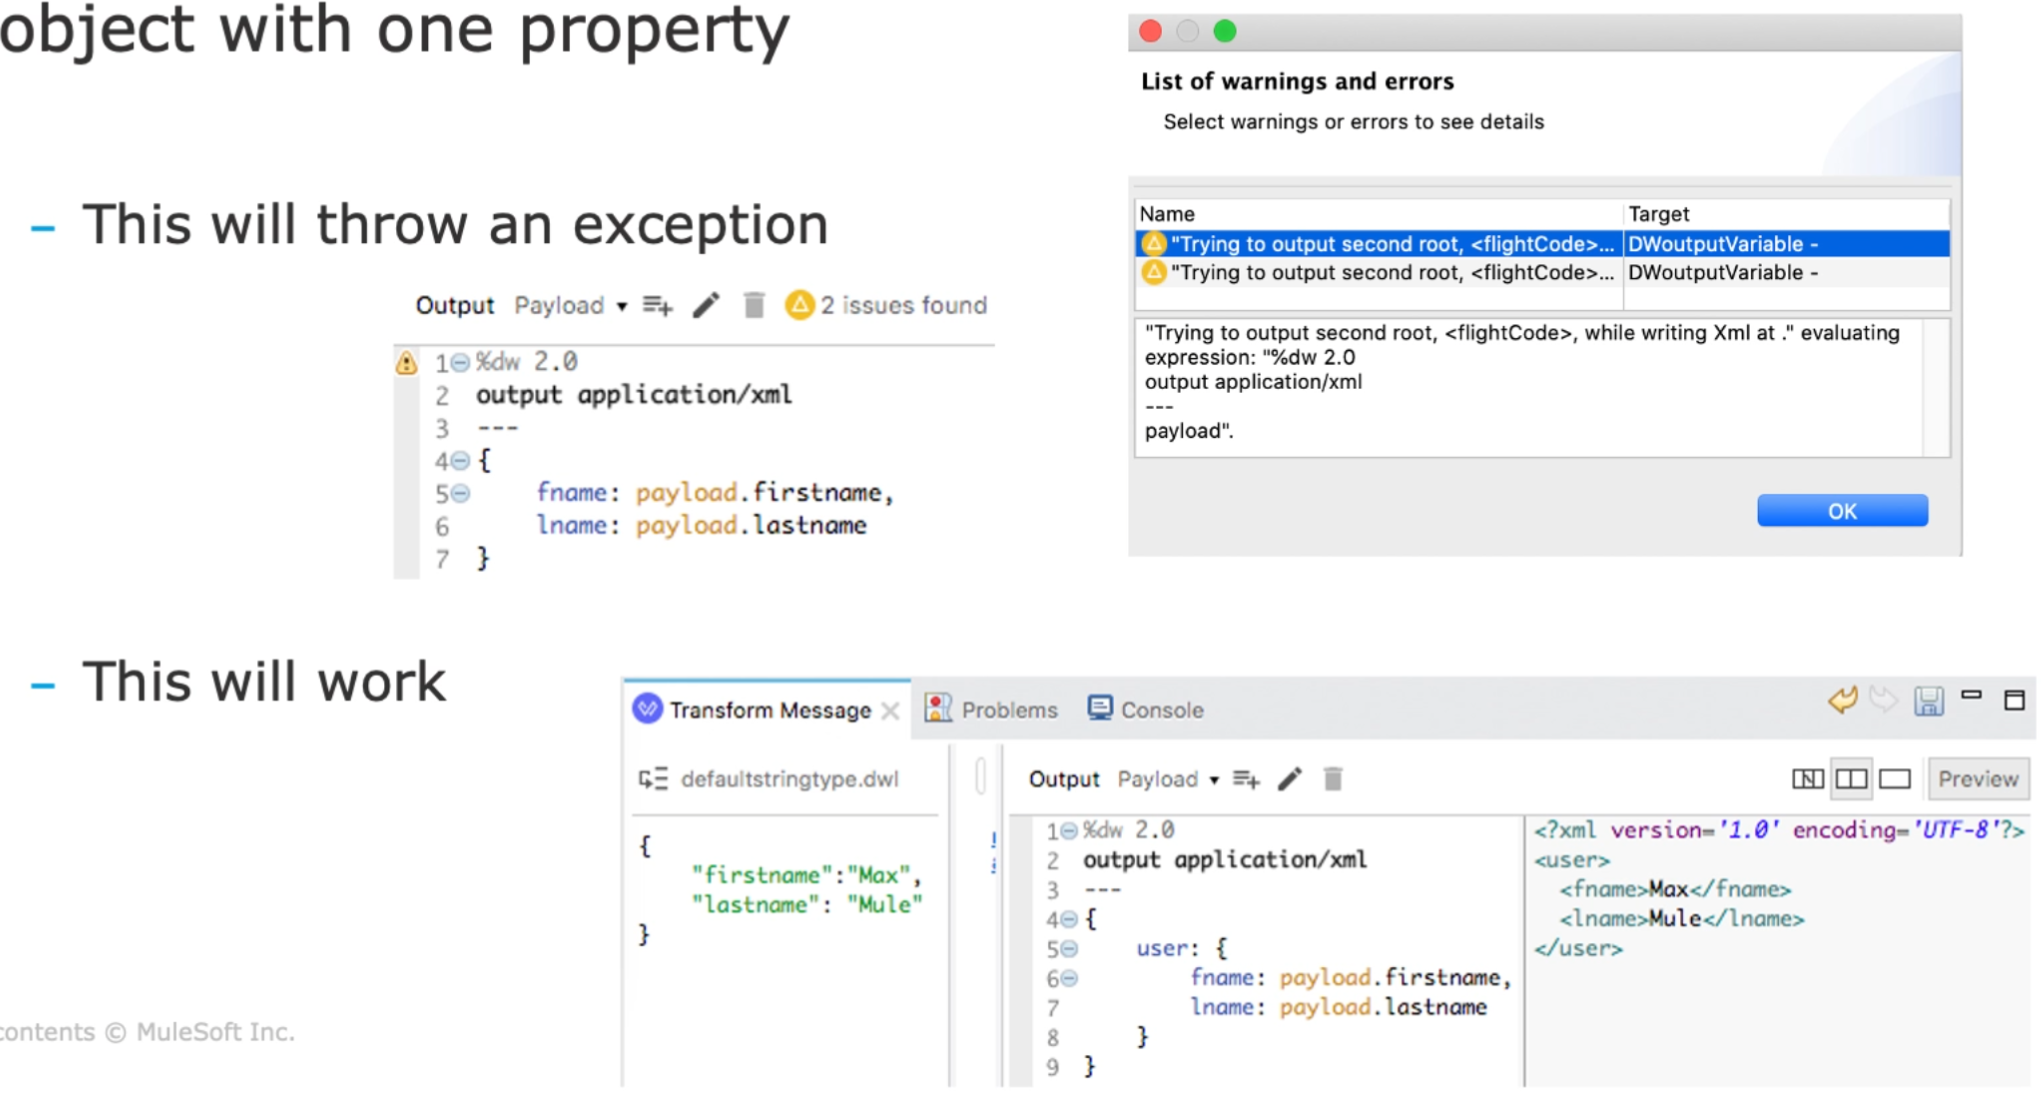 object with one property
– This will throw an exception
Output Payload 2 issues found
1 %dw 2.0
2 output application/xml
3 ---
4 {
5 fname: payload.firstname,
6 lname: payload.lastname
7 }
List of warnings and errors
Select warnings or errors to see details
Name Target
"Trying to output second root, <flightCode>... DWoutputVariable -
"Trying to output second root, <flightCode>... DWoutputVariable -
"Trying to output second root, <flightCode>, while writing Xml at ." evaluating
expression: "%dw 2.0
output application/xml
---
payload".
OK
– This will work
Transform Message Problems Console
defaultstringtype.dwl
{
"firstname":"Max",
"lastname": "Mule"
}
Output Payload Preview
1 %dw 2.0
2 output application/xml
3 ---
4 {
5 user: {
6 fname: payload.firstname,
7 lname: payload.lastname
8 }
9 }
<?xml version='1.0' encoding='UTF-8'?>
<user>
<fname>Max</fname>
<lname>Mule</lname>
</user>
contents © MuleSoft Inc.